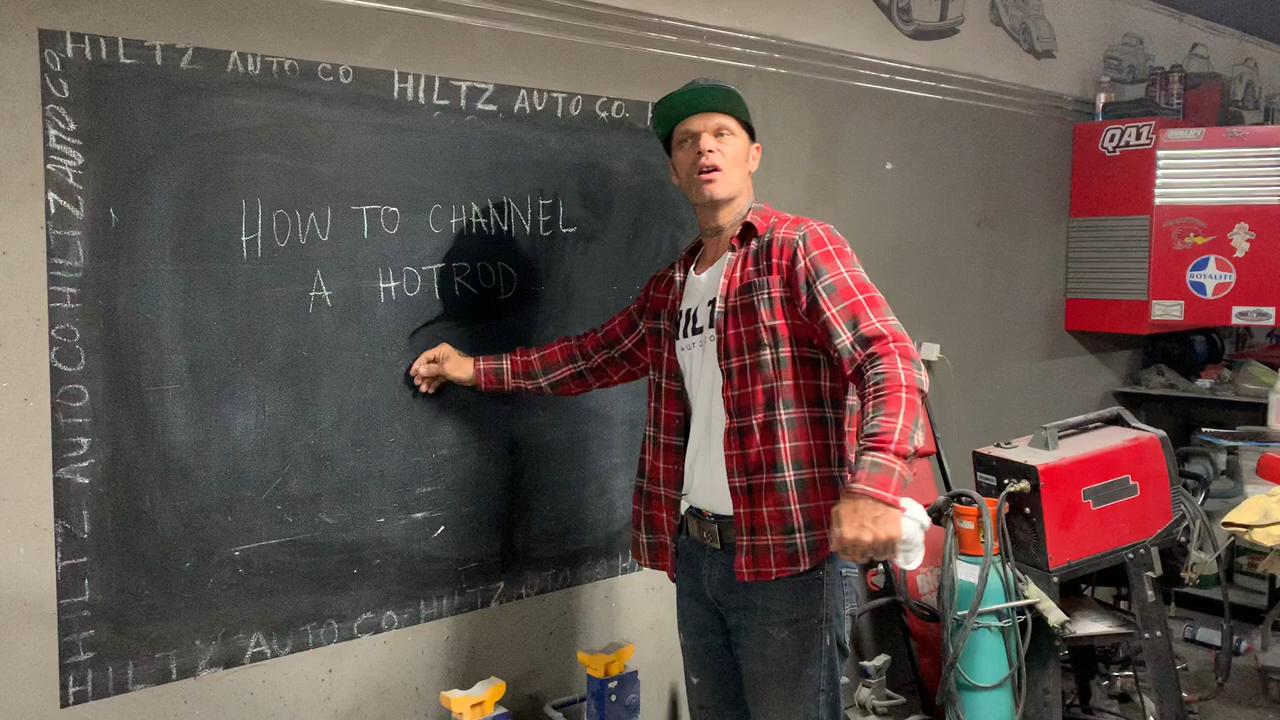 HILTZ AUTO CO HILTZ AUTO CO. H
HILTZ AUTO CO
HILTZ AUTO CO
HOW TO CHANNEL
A HOTROD
HILTZ AUTO CO HILTZ AUTO CO H
HILT
AUTO CO
QA1
ROYALITE